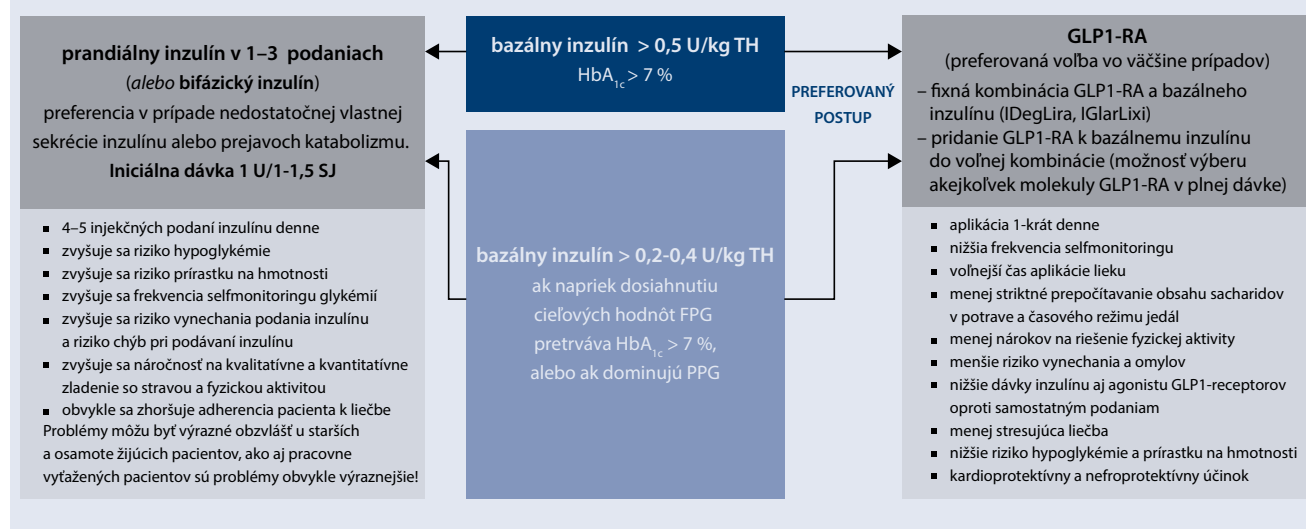 prandiálny inzulín v 1–3 podaniach
(alebo bifázický inzulín)
preferencia v prípade nedostatočnej vlastnej
sekrécie inzulínu alebo prejavoch katabolizmu.
Iniciálna dávka 1 U/1-1,5 SJ
▪ 4–5 injekčných podaní inzulínu denne
▪ zvyšuje sa riziko hypoglykémie
▪ zvyšuje sa riziko prírastku na hmotnosti
▪ zvyšuje sa frekvencia selfmonitoringu glykémií
▪ zvyšuje sa riziko vynechania podania inzulínu
a riziko chýb pri podávaní inzulínu
▪ zvyšuje sa náročnosť na kvalitatívne a kvantitatívne
zladenie so stravou a fyzickou aktivitou
▪ obvykle sa zhoršuje adherencia pacienta k liečbe
Problémy môžu byť výrazné obzvlášť u starších
a osamote žijúcich pacientov, ako aj pracovne
vyťažených pacientov sú problémy obvykle výraznejšie!
bazálny inzulín > 0,5 U/kg TH
HbA1c > 7 %
bazálny inzulín > 0,2-0,4 U/kg TH
ak napriek dosiahnutiu
cieľových hodnôt FPG
pretrváva HbA1c > 7 %,
alebo ak dominujú PPG
PREFEROVANÝ
POSTUP
GLP1-RA
(preferovaná voľba vo väčšine prípadov)
– fixná kombinácia GLP1-RA a bazálneho
inzulínu (IDegLira, IGlarLixi)
– pridanie GLP1-RA k bazálnemu inzulínu
do voľnej kombinácie (možnosť výberu
akejkoľvek molekuly GLP1-RA v plnej dávke)
▪ aplikácia 1-krát denne
▪ nižšia frekvencia selfmonitoringu
▪ voľnejší čas aplikácie lieku
▪ menej striktné prepočítavanie obsahu sacharidov
v potrave a časového režimu jedál
▪ menej nárokov na riešenie fyzickej aktivity
▪ menšie riziko vynechania a omylov
▪ nižšie dávky inzulínu aj agonistu GLP1-receptorov
oproti samostatným podaniam
▪ menej stresujúca liečba
▪ nižšie riziko hypoglykémie a prírastku na hmotnosti
▪ kardioprotektívny a nefroprotektívny účinok